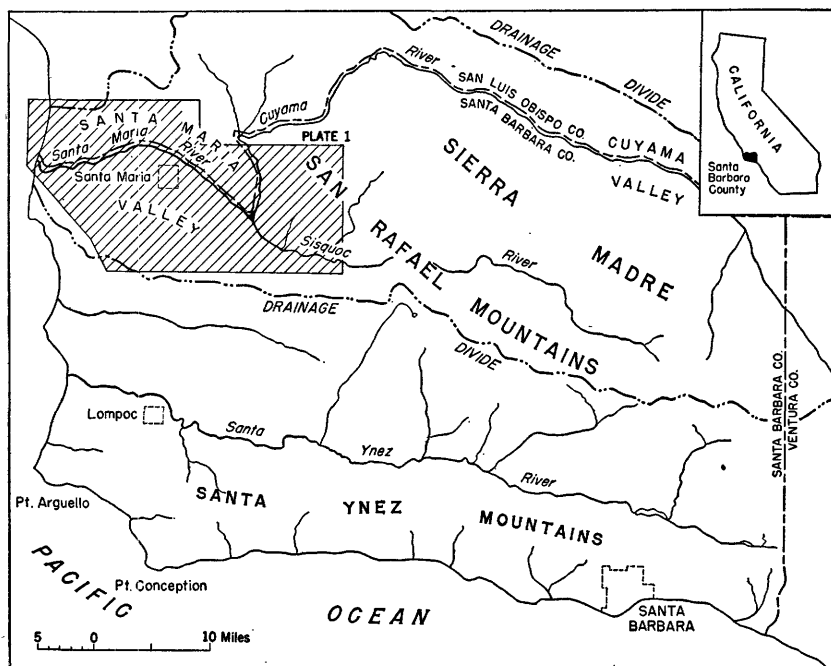 DRAINAGE
DIVIDE
CALIFORNIA
Santa
Barbara
County
River
Cuyama
SAN LUIS OBISPO CO.
SANTA BARBARA CO.
CUYAMA
VALLEY
PLATE 1
SANTA
MARIA
VALLEY
Santa Maria River
Santa Maria
Sisquoc
River
SIERRA
MADRE
SAN
RAFAEL
MOUNTAINS
DRAINAGE
DIVIDE
SANTA BARBARA CO.
VENTURA CO.
Lompoc
Santa
Ynez
River
SANTA YNEZ MOUNTAINS
Pt. Arguello
Pt. Conception
PACIFIC
OCEAN
SANTA
BARBARA
5 0 10 Miles